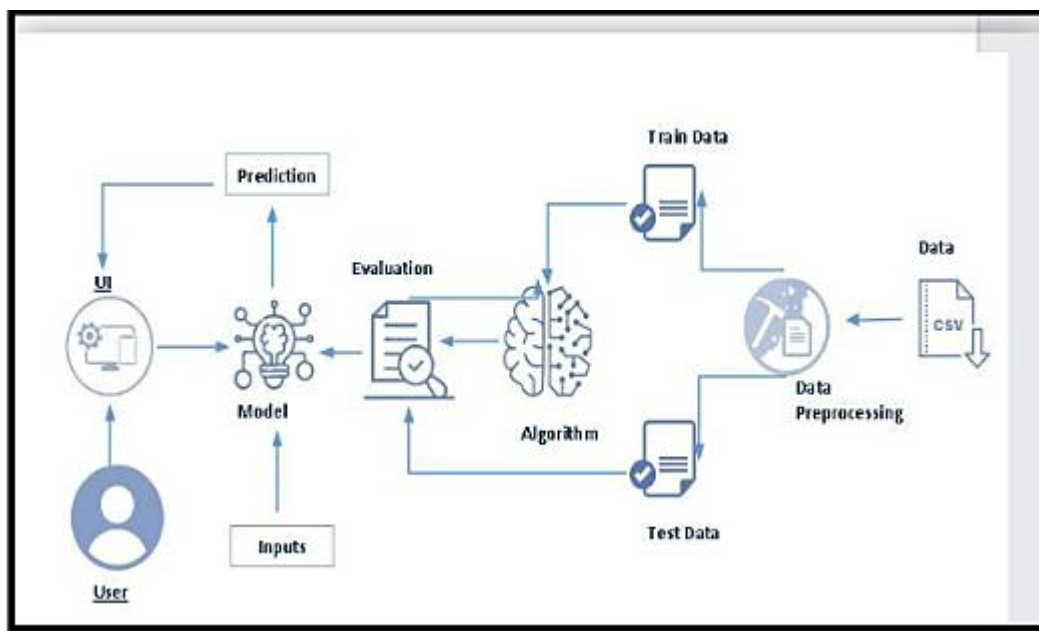 Train Data
Prediction
Data
Evaluation
UI
CSV
Model
Data
Preprocessing
Algorithm
Test Data
Inputs
User